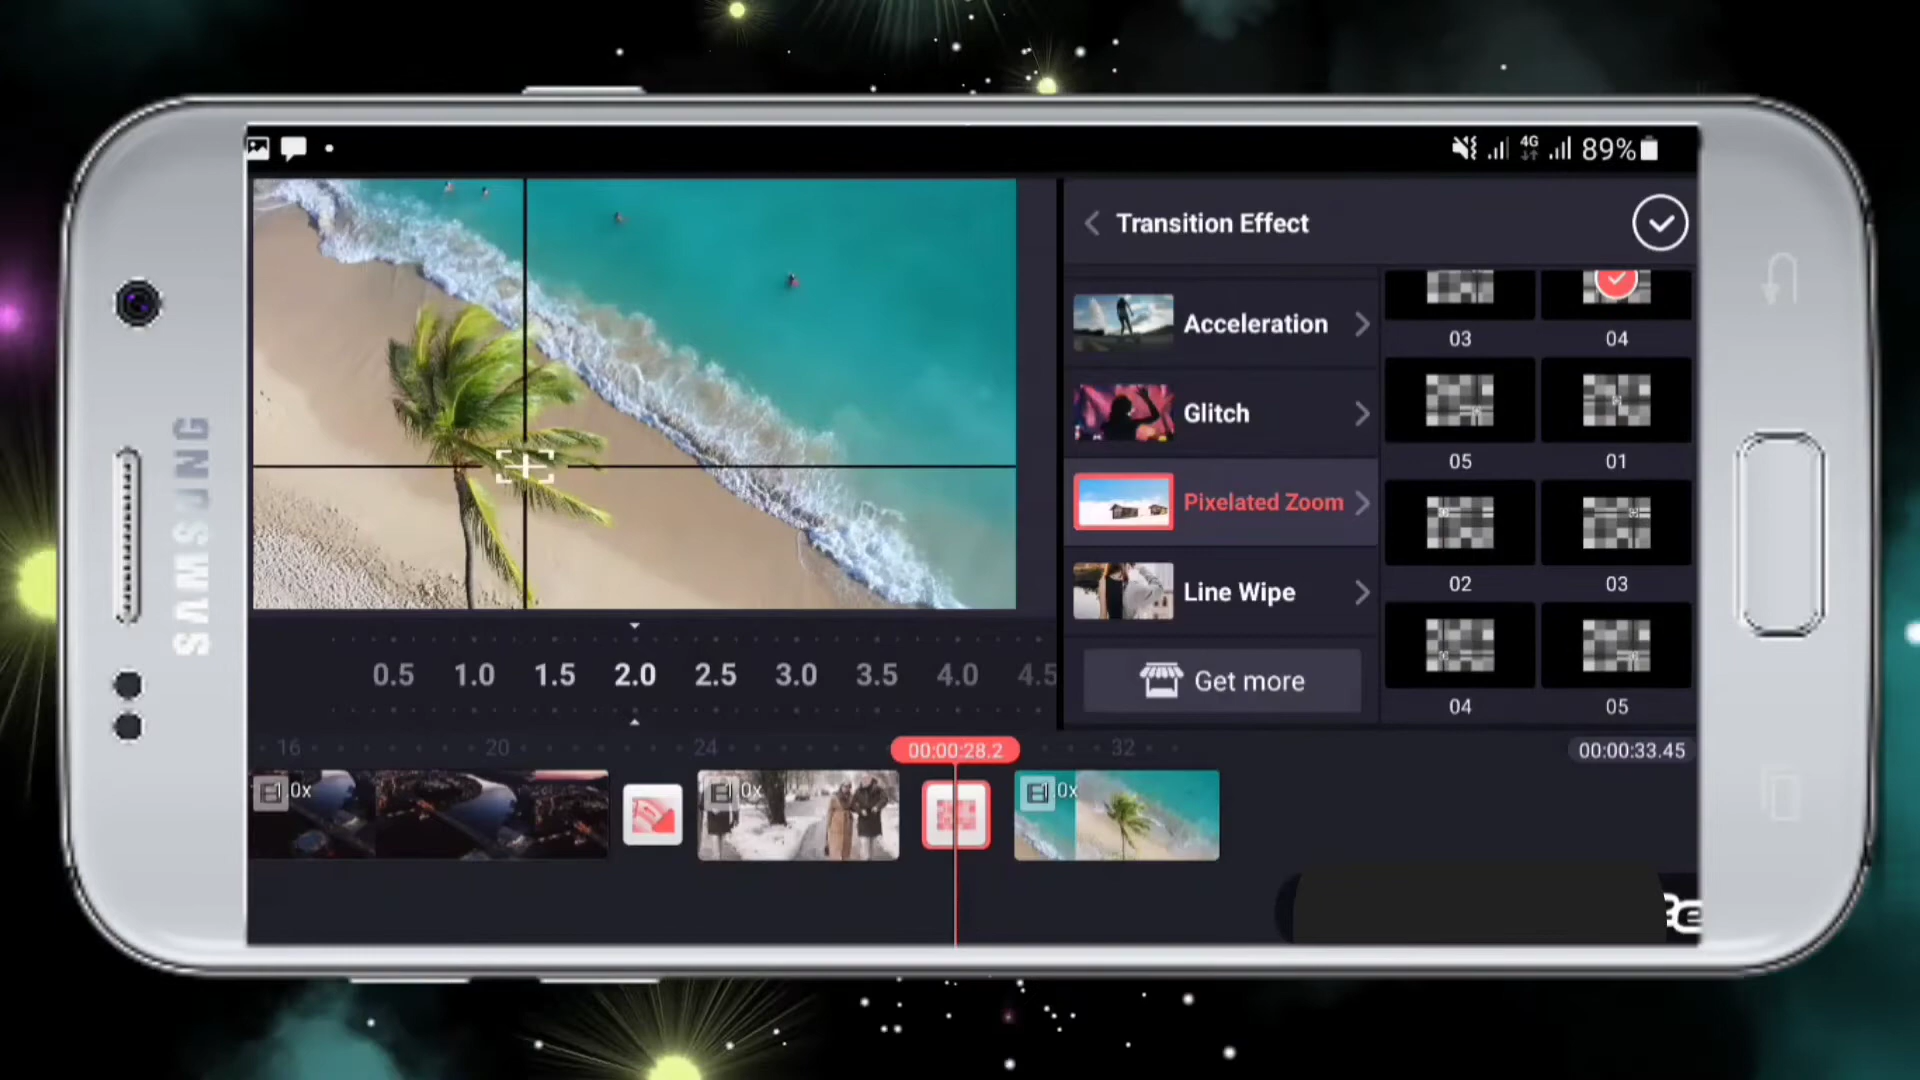 89%
4G
Transition Effect
Acceleration
Glitch
Pixelated Zoom
Line Wipe
Get more
03 04
05 01
02 03
04 05
0.5 1.0 1.5 2.0 2.5 3.0 3.5 4.0 4.5
16 20 24 00:00:28.2 32 00:00:33.45
1.0x
.0x
.0x
SAMSUNG